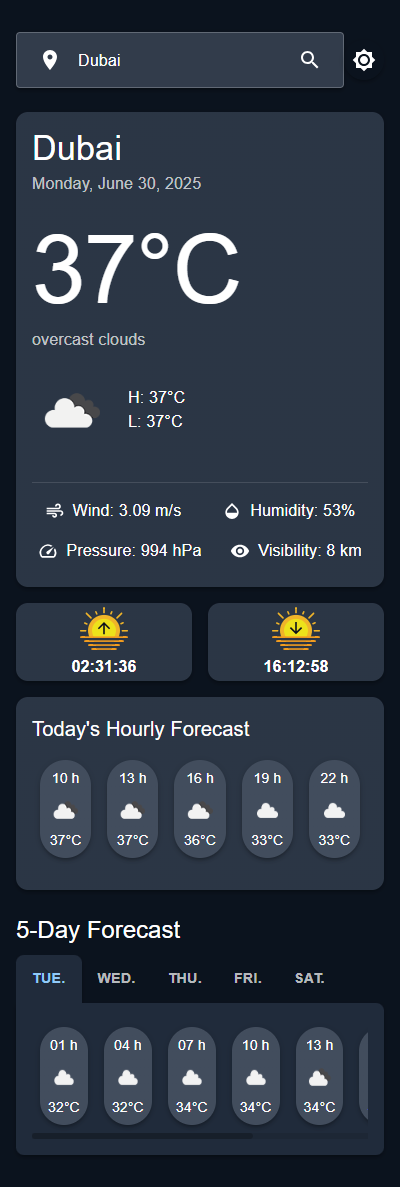 Dubai
Dubai
Monday, June 30, 2025
37°C
overcast clouds
H: 37°C
L: 37°C
Wind: 3.09 m/s Humidity: 53%
Pressure: 994 hPa Visibility: 8 km
02:31:36 16:12:58
Today's Hourly Forecast
10 h 13 h 16 h 19 h 22 h
37°C 37°C 36°C 33°C 33°C
5-Day Forecast
TUE. WED. THU. FRI. SAT.
01 h 04 h 07 h 10 h 13 h
32°C 32°C 34°C 34°C 34°C